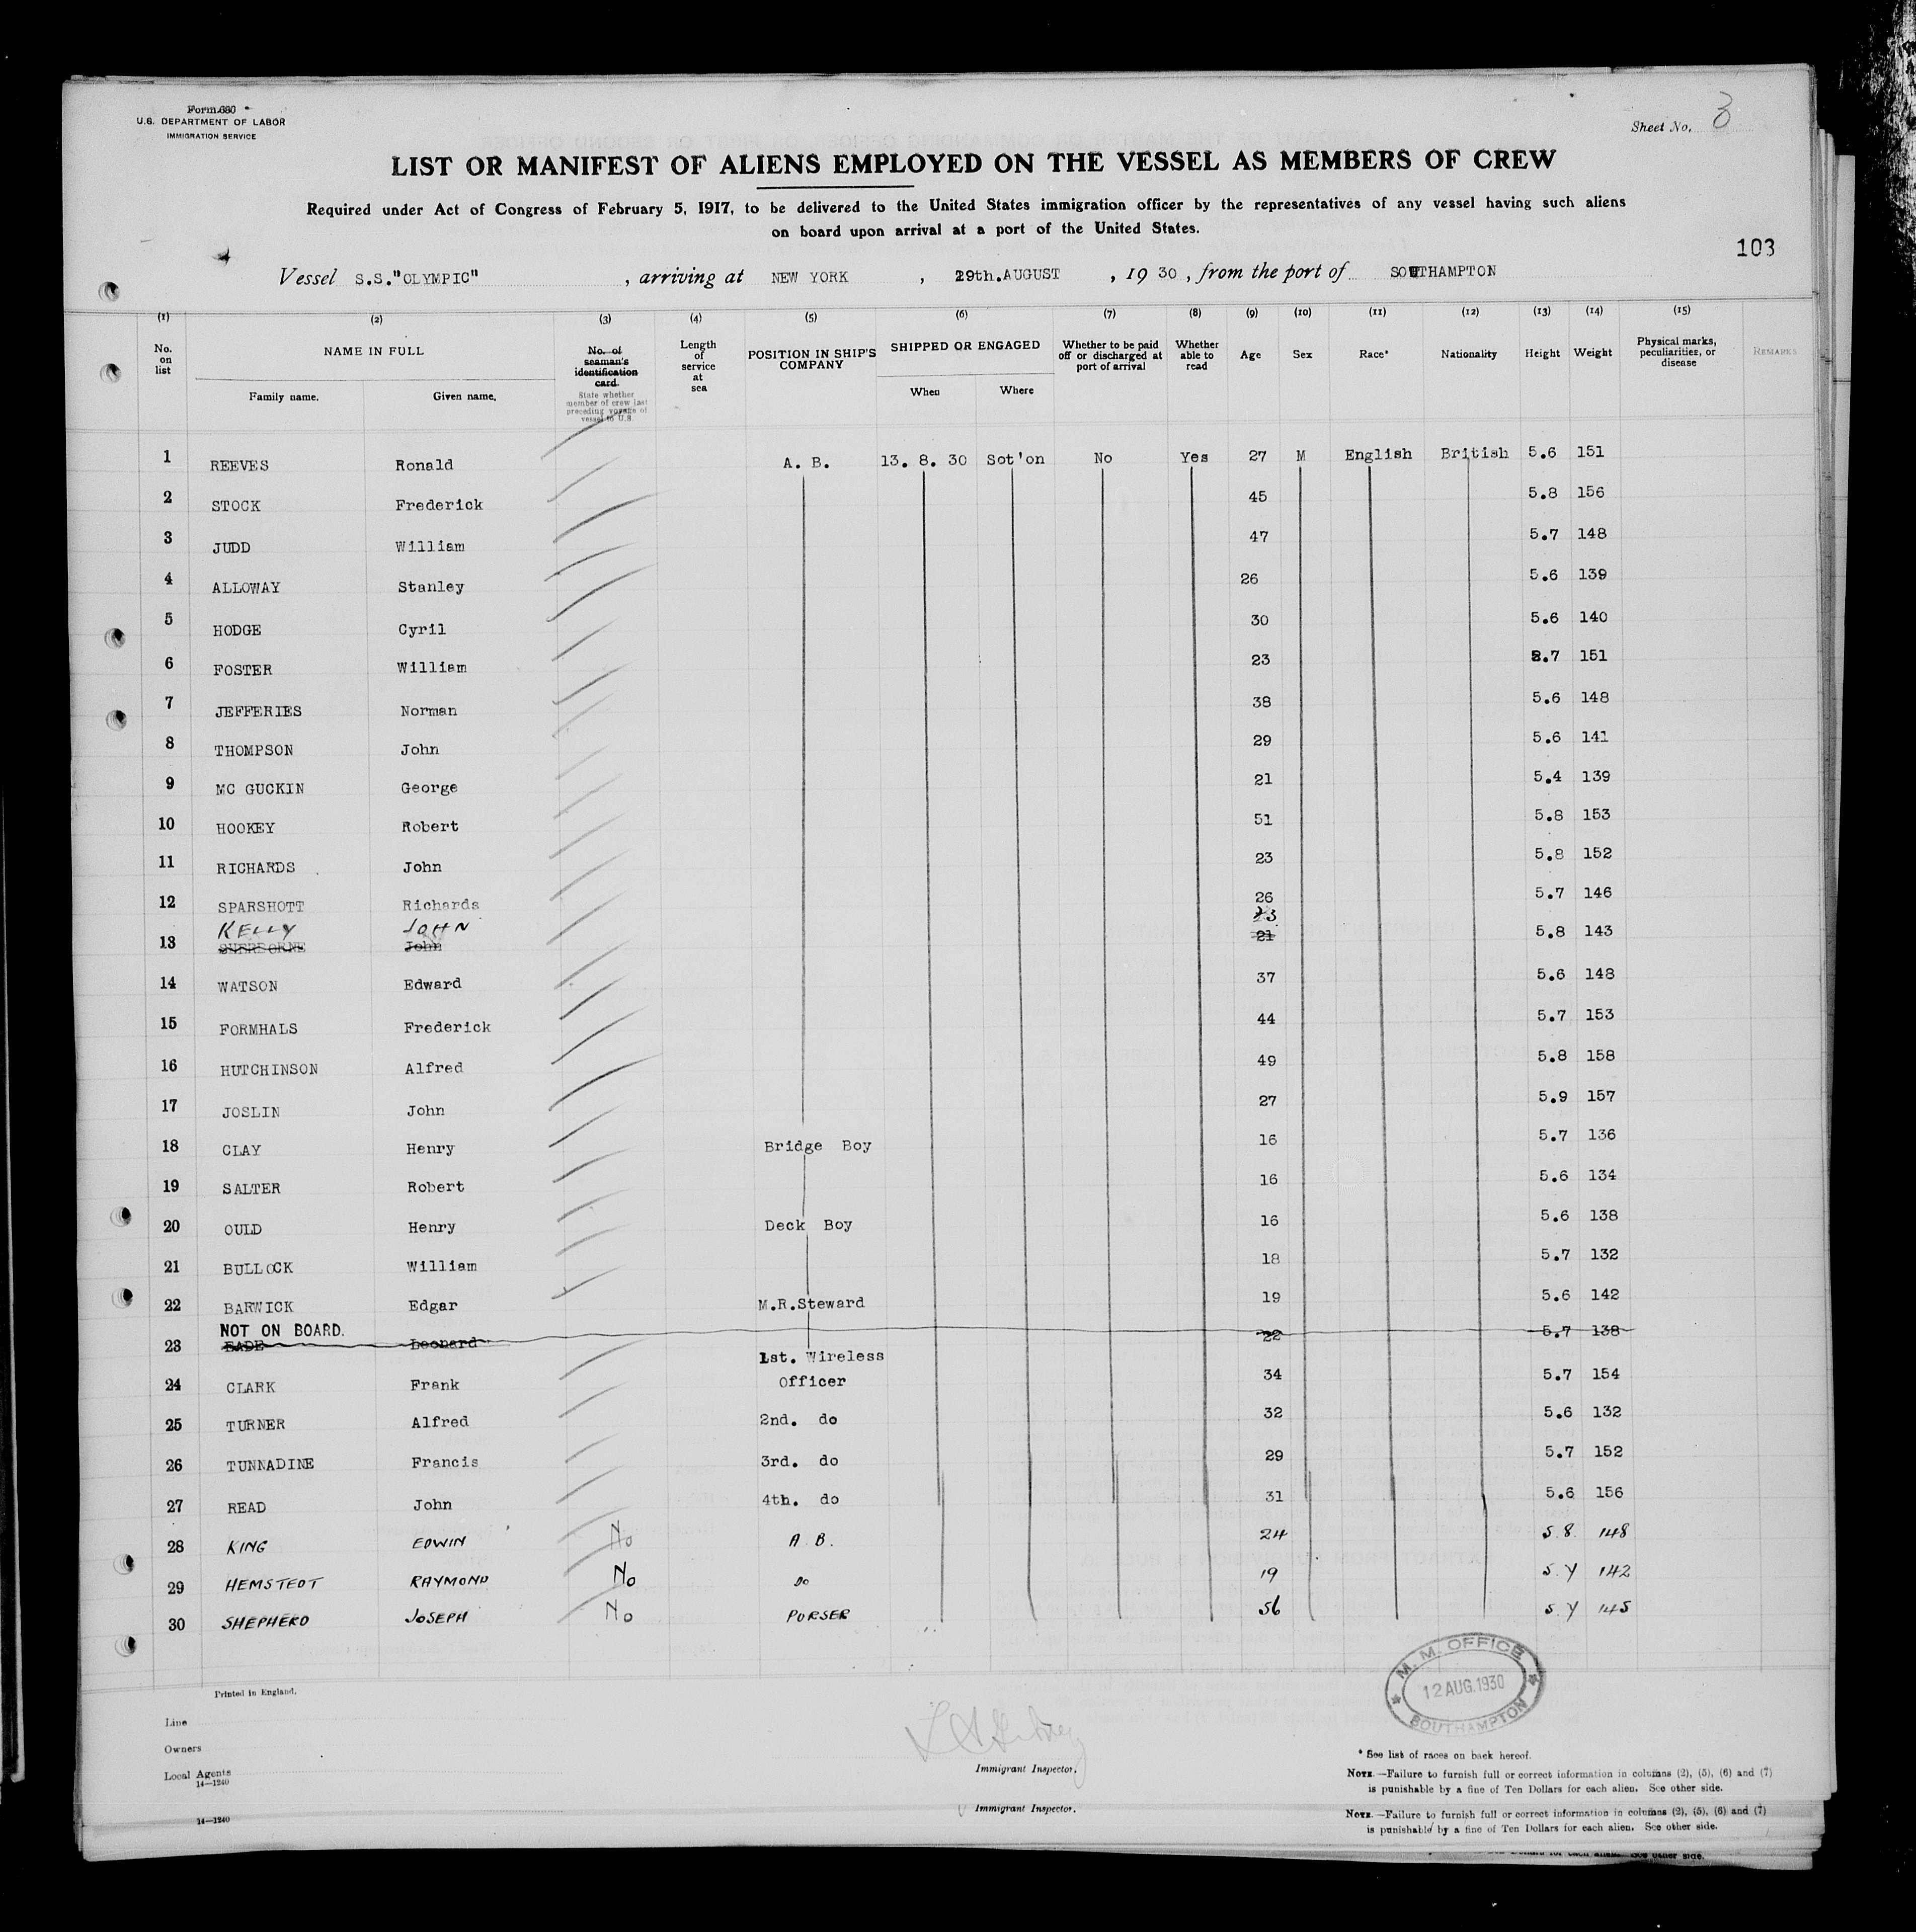 Form 680
U.S. DEPARTMENT OF LABOR
IMMIGRATION SERVICE
Sheet No. 3
LIST OR MANIFEST OF ALIENS EMPLOYED ON THE VESSEL AS MEMBERS OF CREW
Required under Act of Congress of February 5, 1917, to be delivered to the United States immigration officer by the representatives of any vessel having such aliens
on board upon arrival at a port of the United States.
103
Vessel S.S."OLYMPIC" , arriving at NEW YORK , 29th.AUGUST , 19 30 , from the port of SOUTHAMPTON
(1) (2) (3) (4) (5) (6) (7) (8) (9) (10) (11) (12) (13) (14) (15)
No. on list NAME IN FULL Family name. Given name. No. of seaman's identification card. State whether member of crew last preceding voyage of vessel to U.S. Length of service at sea POSITION IN SHIP'S COMPANY SHIPPED OR ENGAGED When Where Whether to be paid off or discharged at port of arrival Whether able to read Age Sex Race* Nationality Height Weight Physical marks, peculiarities, or disease REMARKS
1 REEVES Ronald A. B. 13. 8. 30 Sot'on No Yes 27 M English British 5.6 151
2 STOCK Frederick 45 5.8 156
3 JUDD William 47 5.7 148
4 ALLOWAY Stanley 26 5.6 139
5 HODGE Cyril 30 5.6 140
6 FOSTER William 23 5.7 151
7 JEFFERIES Norman 38 5.6 148
8 THOMPSON John 29 5.6 141
9 MC GUCKIN George 21 5.4 139
10 HOOKEY Robert 51 5.8 153
11 RICHARDS John 23 5.8 152
12 SPARSHOTT Richards 26 5.7 146
KELLY JOHN 23
13 SHERBORNE John 21 5.8 143
14 WATSON Edward 37 5.6 148
15 FORMHALS Frederick 44 5.7 153
16 HUTCHINSON Alfred 49 5.8 158
17 JOSLIN John 27 5.9 157
18 CLAY Henry Bridge Boy 16 5.7 136
19 SALTER Robert 16 5.6 134
20 OULD Henry Deck Boy 16 5.6 138
21 BULLOCK William 18 5.7 132
22 BARWICK Edgar M.R.Steward 19 5.6 142
NOT ON BOARD.
23 EADE Leonard 22 5.7 138
24 CLARK Frank 1st. Wireless Officer 34 5.7 154
25 TURNER Alfred 2nd. do 32 5.6 132
26 TUNNADINE Francis 3rd. do 29 5.7 152
27 READ John 4th. do 31 5.6 156
28 KING EDWIN No A.B. 24 5.8 148
29 HEMSTEDT RAYMOND No Do 19 5.7 142
30 SHEPHERD JOSEPH No PURSER 56 5.7 145
M. M. OFFICE
12 AUG. 1930
SOUTHAMPTON
Printed in England.
Line
Owners
Local Agents
14—1240
Immigrant Inspector.
* See list of races on back hereof.
NOTE.—Failure to furnish full or correct information in columns (2), (5), (6) and (7)
is punishable by a fine of Ten Dollars for each alien. See other side.
14—1240
Immigrant Inspector.
NOTE.—Failure to furnish full or correct information in columns (2), (5), (6) and (7)
is punishable by a fine of Ten Dollars for each alien. See other side.
for each alien. See other side.